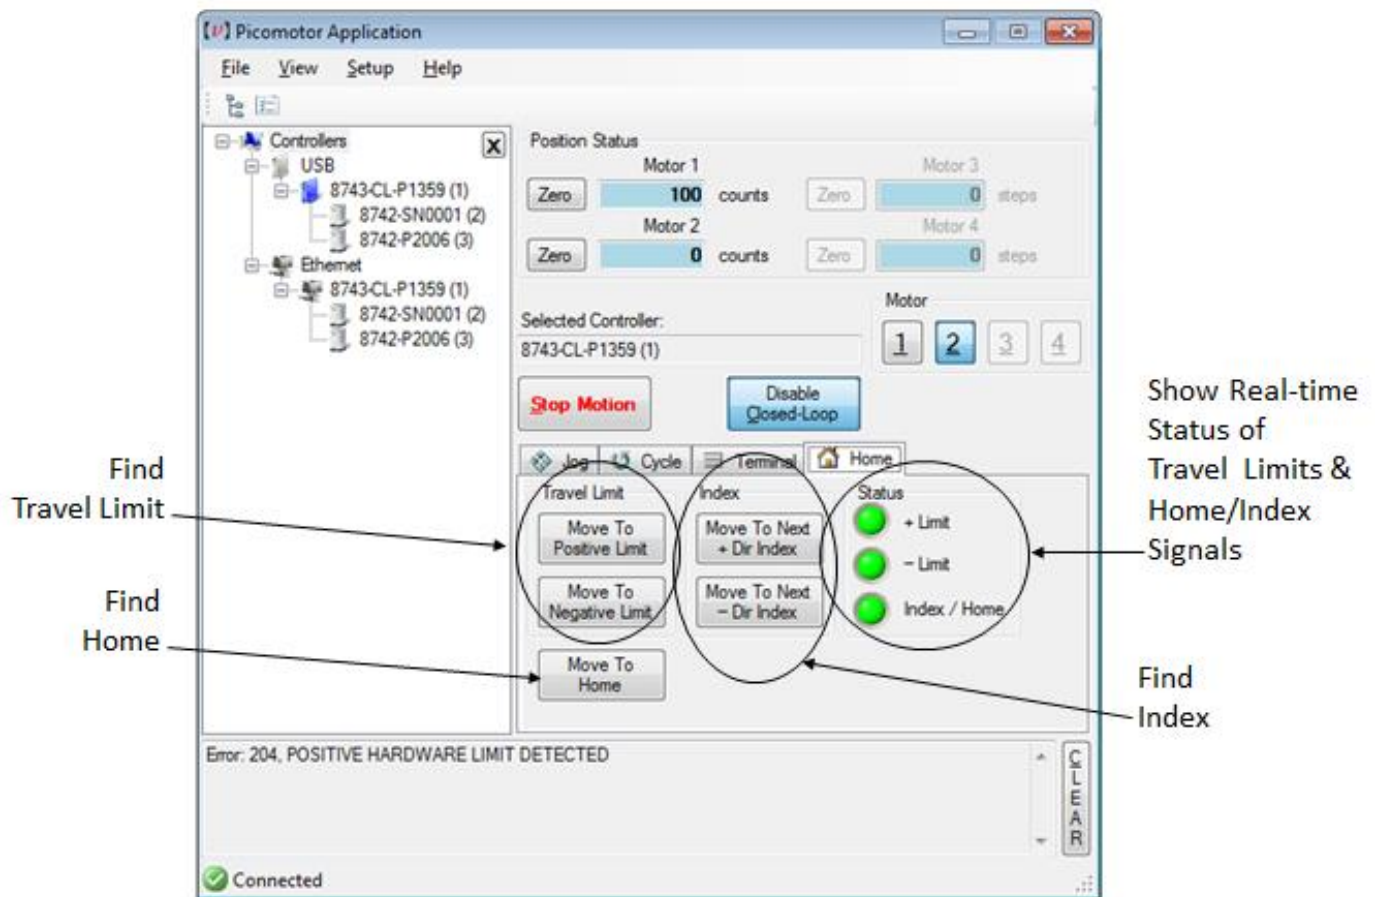 [ν] Picomotor Application
File View Setup Help
Controllers
X
USB
8743-CL-P1359 (1)
8742-SN0001 (2)
8742-P2006 (3)
Ethernet
8743-CL-P1359 (1)
8742-SN0001 (2)
8742-P2006 (3)
Position Status
Motor 1
Motor 3
Zero 100 counts
Zero 0 steps
Motor 2
Motor 4
Zero 0 counts
Zero 0 steps
Selected Controller:
8743-CL-P1359 (1)
Motor
1 2 3 4
Stop Motion
Disable
Closed-Loop
Jog Cycle Terminal Home
Travel Limit
Move To
Positive Limit
Move To
Negative Limit
Move To
Home
Index
Move To Next
+ Dir Index
Move To Next
– Dir Index
Status
+ Limit
– Limit
Index / Home
Error: 204, POSITIVE HARDWARE LIMIT DETECTED
CLEAR
Connected
Find
Travel Limit
Find
Home
Show Real-time
Status of
Travel Limits &
Home/Index
Signals
Find
Index